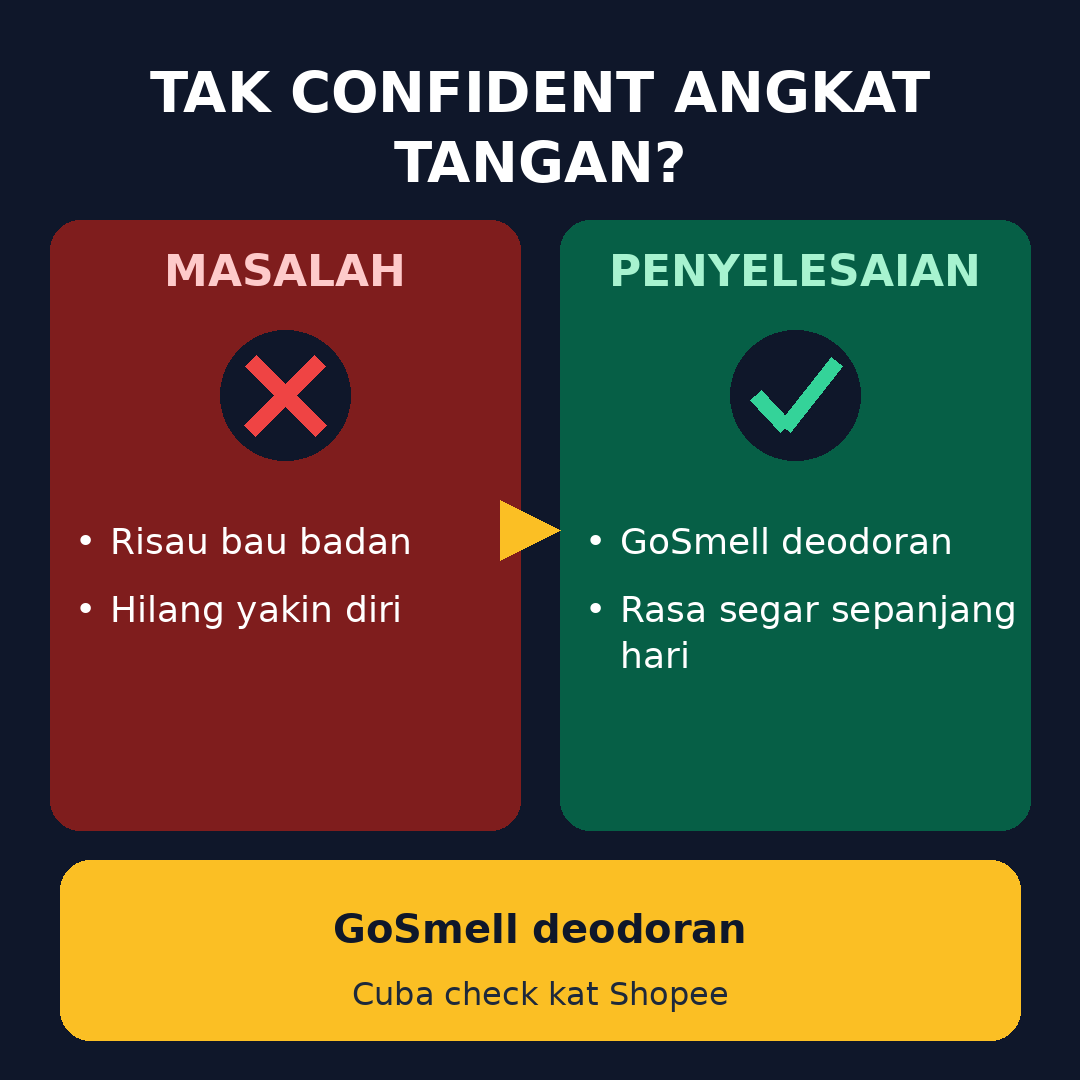 TAK CONFIDENT ANGKAT
TANGAN?
MASALAH
• Risau bau badan
• Hilang yakin diri
PENYELESAIAN
• GoSmell deodoran
• Rasa segar sepanjang
hari
GoSmell deodoran
Cuba check kat Shopee